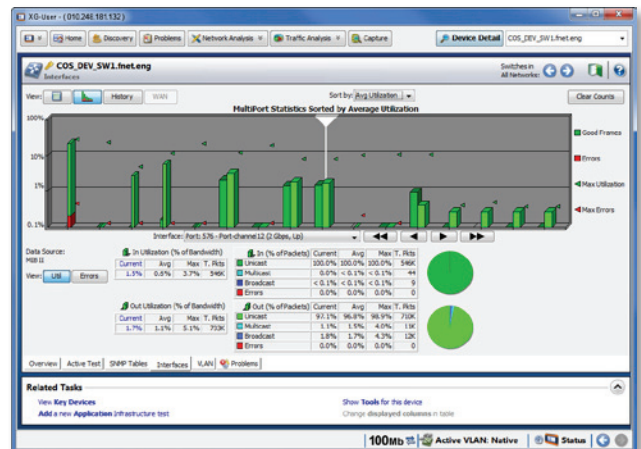 XG-User - ( 010.248.181.132 )
Home Discovery Problems Network Analysis Traffic Analysis Capture Device Detail COS_DEV_SW1.fnet.eng
COS_DEV_SW1.fnet.eng
Interfaces
Switches in
All Networks:
View: History WAN Sort by: Avg Utilization Clear Counts
MultiPort Statistics Sorted by Average Utilization
100%
10%
1%
0.1%
Good Frames
Errors
Max Utilization
Max Errors
Interface: Port: 576 - Port-channel12 (2 Gbps, Up)
Data Source:
MIB II
View: Util Errors
In Utilization (% of Bandwidth)
Current Avg Max T. Pkts
1.5% 0.8% 3.7% 546K
In (% of Packets) Current Avg Max T. Pkts
Unicast 100.0% 100.0% 100.0% 546K
Multicast 0.0% < 0.1% < 0.1% 44
Broadcast < 0.1% < 0.1% < 0.1% 9
Errors 0.0% 0.0% 0.0% 0
Out Utilization (% of Bandwidth)
Current Avg Max T. Pkts
1.7% 1.1% 5.1% 733K
Out (% of Packets) Current Avg Max T. Pkts
Unicast 97.1% 96.8% 98.9% 710K
Multicast 1.1% 1.5% 4.0% 11K
Broadcast 1.8% 1.7% 4.3% 12K
Errors 0.0% 0.0% 0.0% 0
Overview Active Test SNMP Tables Interfaces VLAN Problems
Related Tasks
View Key Devices
Add a new Application Infrastructure test
Show Tools for this device
Change displayed columns in table
100Mb Active VLAN: Native Status